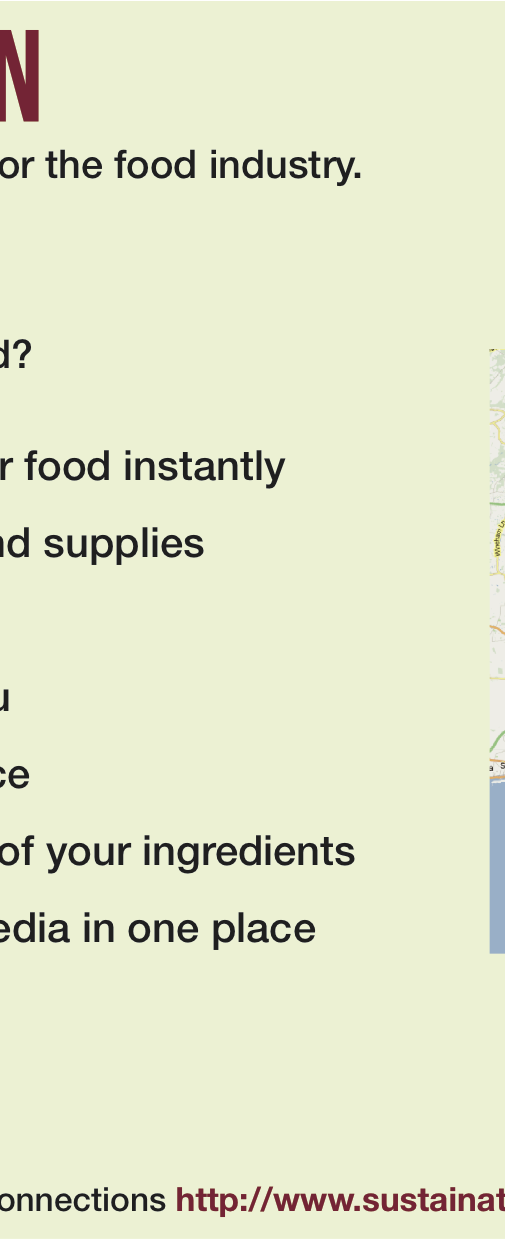 N
or the food industry.
d?
r food instantly
nd supplies
u
ce
of your ingredients
edia in one place
onnections http://www.sustainat